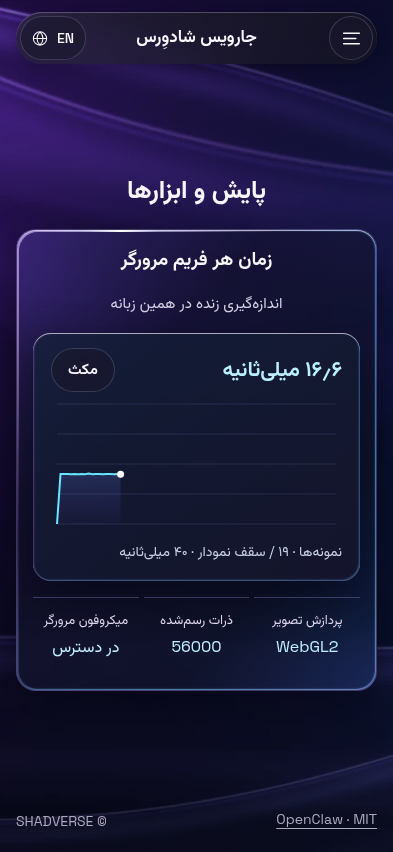 جارویس شادوِرس
EN
پایش و ابزارها
زمان هر فریم مرورگر
اندازه‌گیری زنده در همین زبانه
۱۶٫۶ میلی‌ثانیه
مکث
نمونه‌ها · ۱۹ / سقف نمودار · ۴۰ میلی‌ثانیه
پردازش تصویر
WebGL2
ذرات رسم‌شده
56000
میکروفون مرورگر
در دسترس
OpenClaw · MIT
SHADVERSE ©